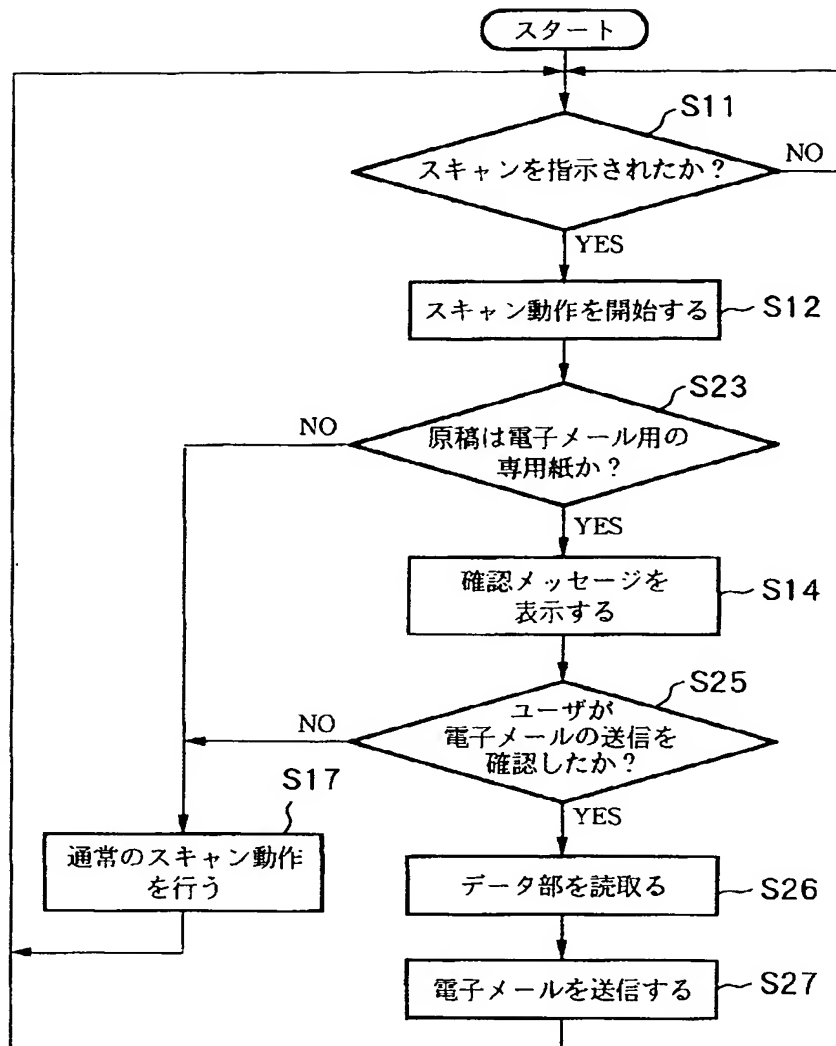 スタート
S11
スキャンを指示されたか？
NO
YES
スキャン動作を開始する
S12
S23
NO
原稿は電子メール用の
専用紙か？
YES
確認メッセージを
表示する
S14
S25
NO
ユーザが
電子メールの送信を
確認したか？
YES
S17
通常のスキャン動作
を行う
データ部を読取る
S26
電子メールを送信する
S27